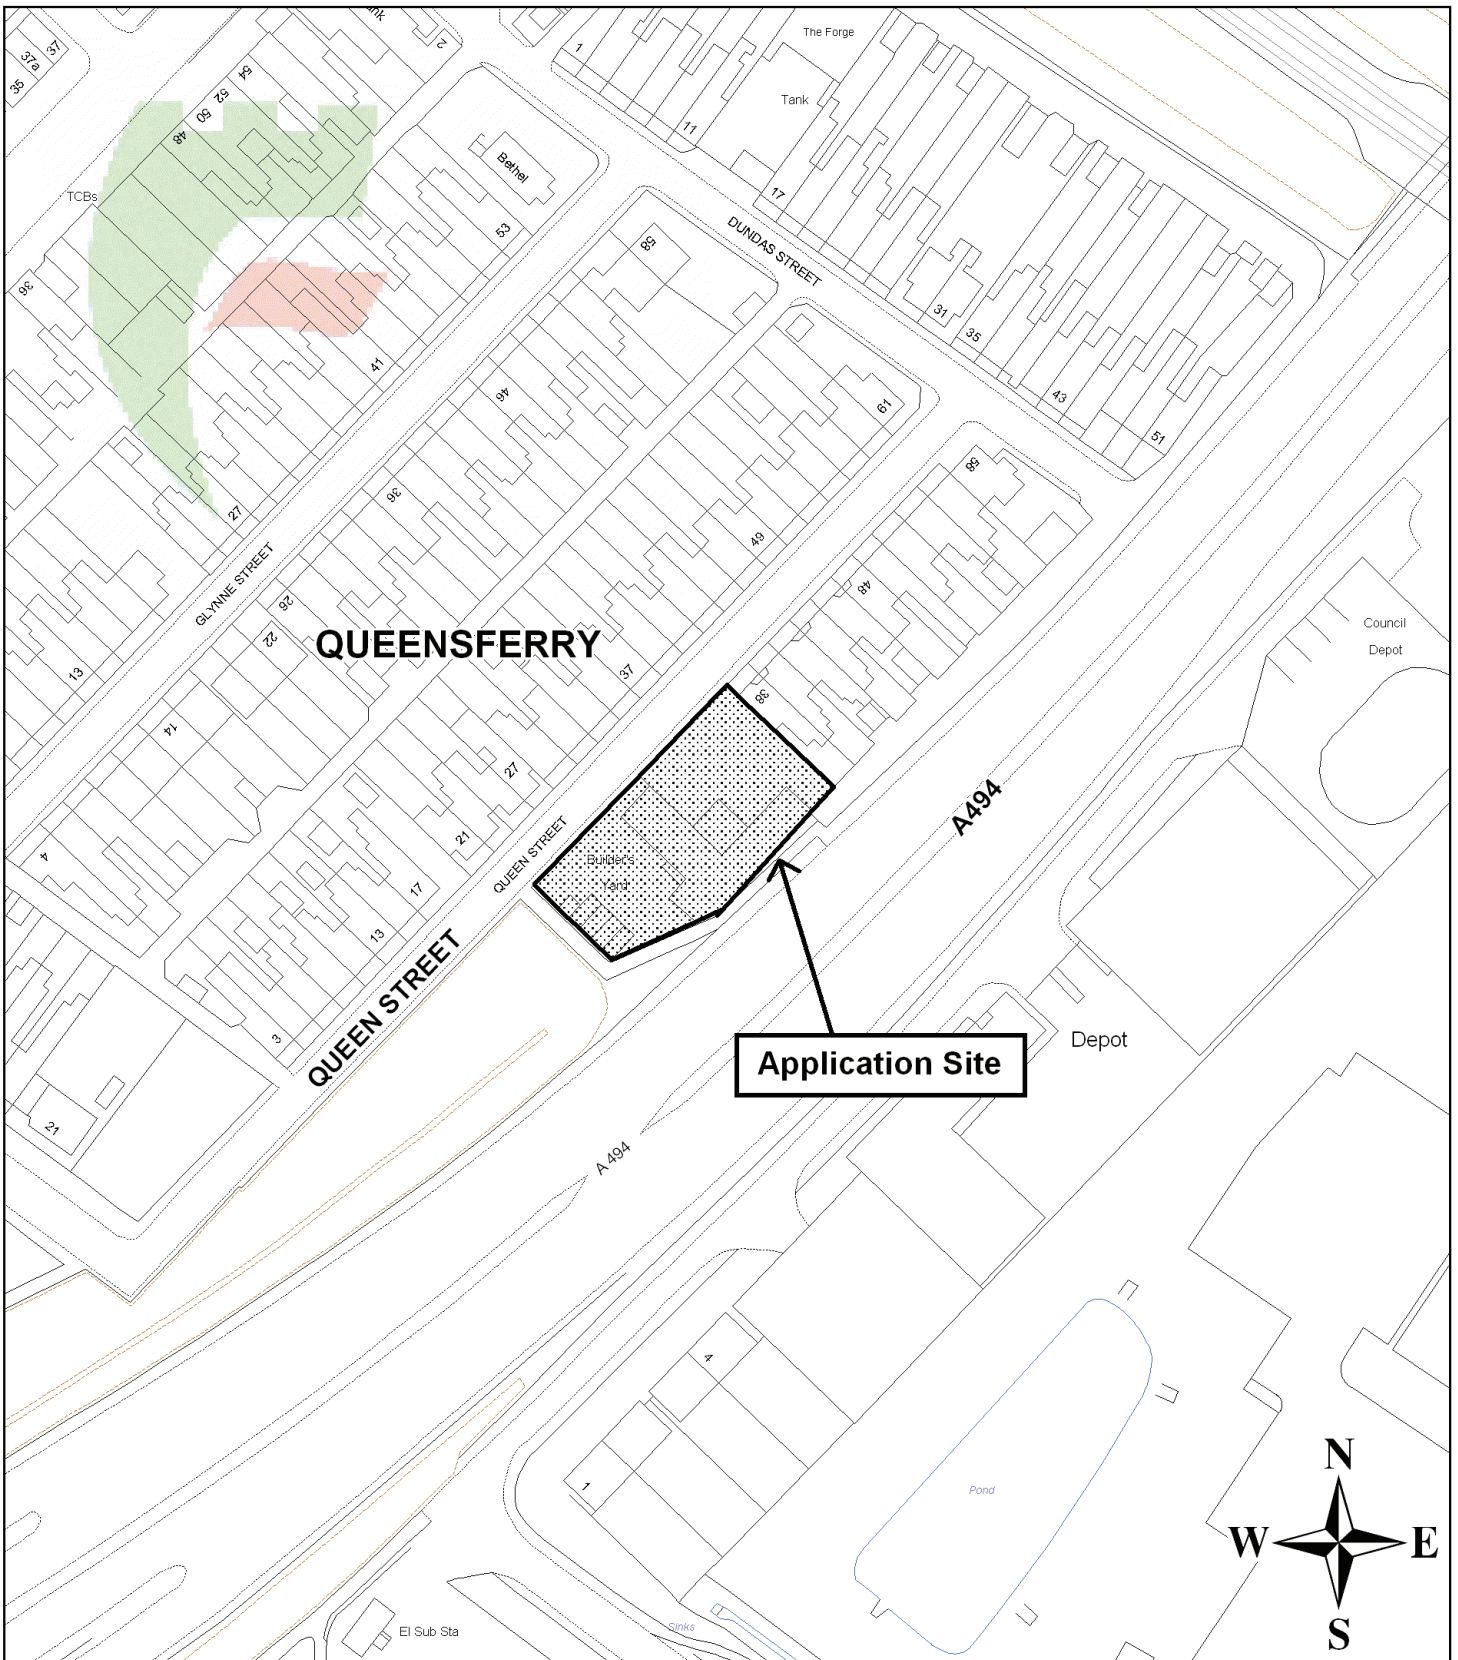 nk
2
37
37a
35
54
52
50
48
TCBs
36
Bethel
53
41
27
1
The Forge
Tank
11
17
DUNDAS STREET
31
35
43
51
58
46
36
61
49
37
58
48
38
GLYNNE STREET
26
22
14
13
4
QUEENSFERRY
Council
Depot
27
21
17
13
3
QUEEN STREET
Builder's
Yard
A494
QUEEN STREET
21
Application Site
Depot
A 494
4
1
Pond
Sinks
El Sub Sta
N
W
E
S